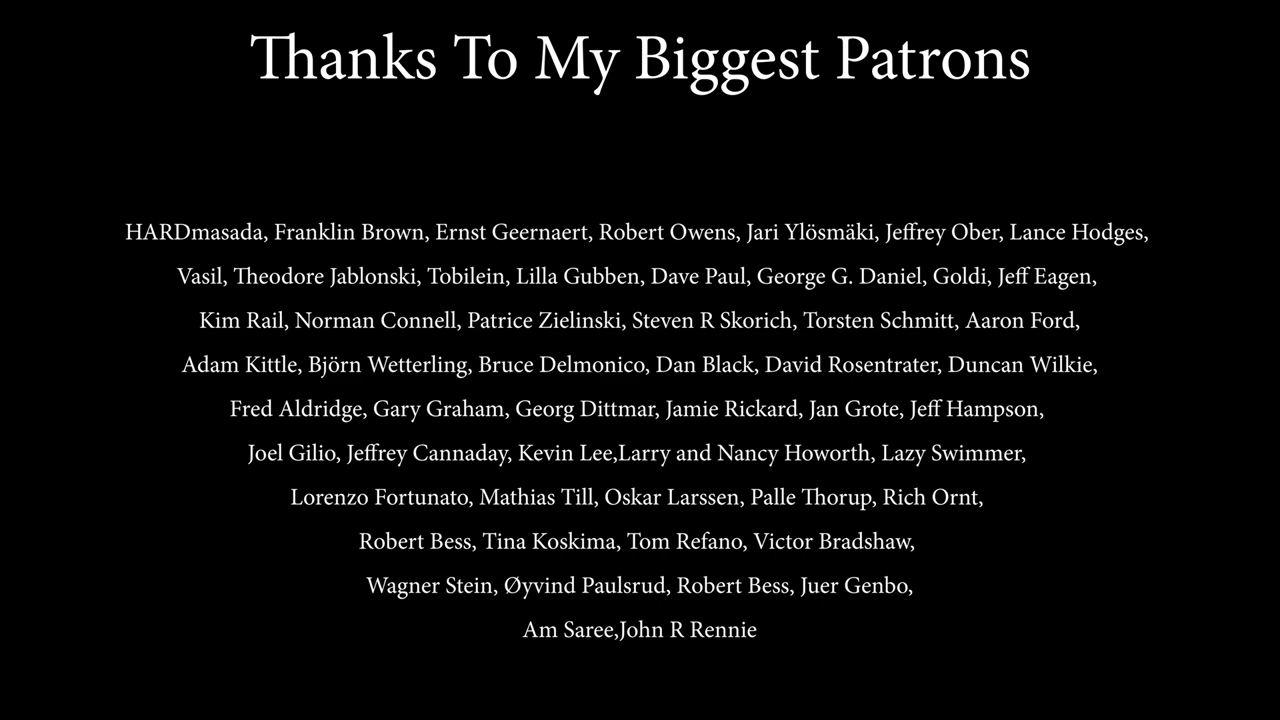 Thanks To My Biggest Patrons
HARDmasada, Franklin Brown, Ernst Geernaert, Robert Owens, Jari Ylösmäki, Jeffrey Ober, Lance Hodges,
Vasil, Theodore Jablonski, Tobilein, Lilla Gubben, Dave Paul, George G. Daniel, Goldi, Jeff Eagen,
Kim Rail, Norman Connell, Patrice Zielinski, Steven R Skorich, Torsten Schmitt, Aaron Ford,
Adam Kittle, Björn Wetterling, Bruce Delmonico, Dan Black, David Rosentrater, Duncan Wilkie,
Fred Aldridge, Gary Graham, Georg Dittmar, Jamie Rickard, Jan Grote, Jeff Hampson,
Joel Gilio, Jeffrey Cannaday, Kevin Lee,Larry and Nancy Howorth, Lazy Swimmer,
Lorenzo Fortunato, Mathias Till, Oskar Larssen, Palle Thorup, Rich Ornt,
Robert Bess, Tina Koskima, Tom Refano, Victor Bradshaw,
Wagner Stein, Øyvind Paulsrud, Robert Bess, Juer Genbo,
Am Saree,John R Rennie